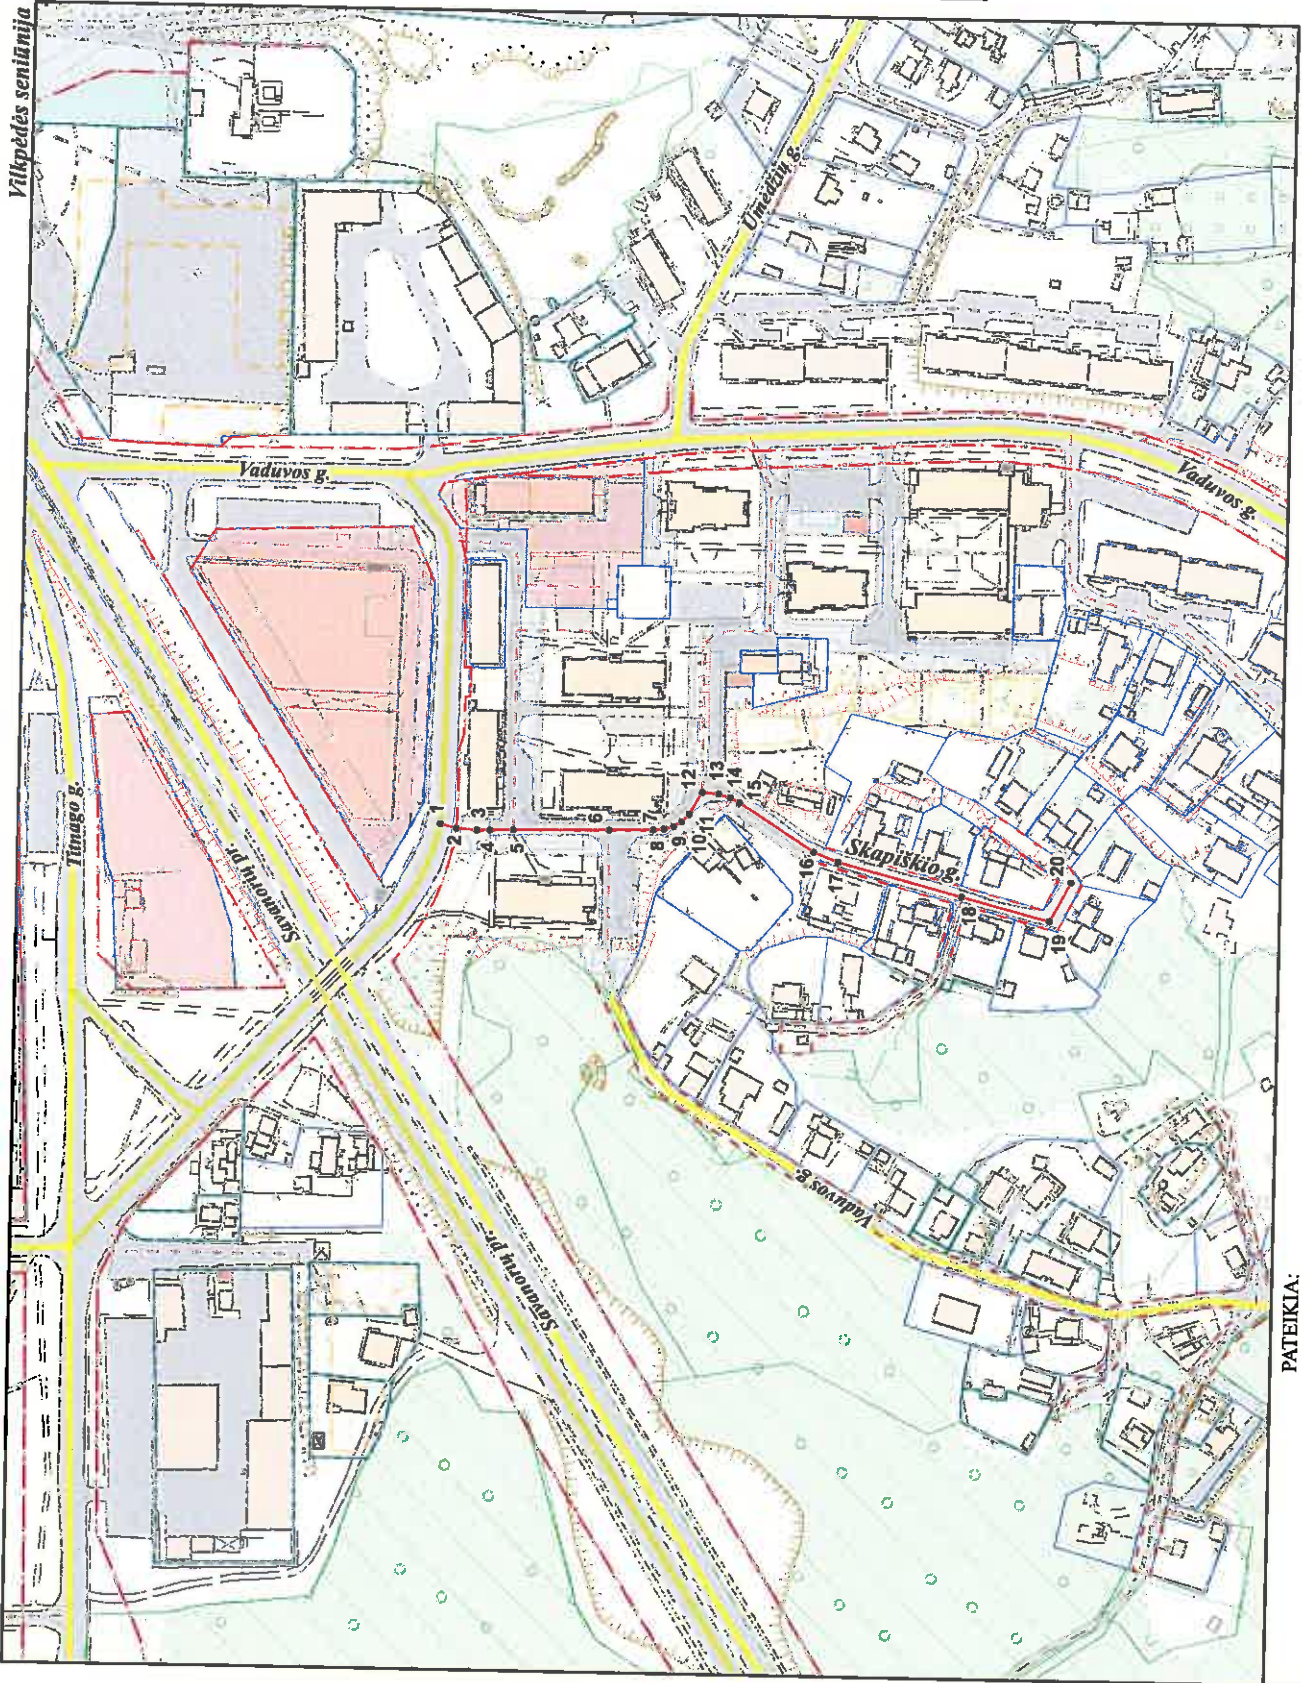 Vilkpėdės seniūnija
Titnago g.
Savanorių pr.
Vaduvos g.
Umėdžių g.
Vaduvos g.
1
2
3
4
5
6
7
8
9
10
11
12
13
14
15
16
17
Skapiškio g.
18
19
20
Savanorių pr.
Vaduvos g.
PATEIKIA: